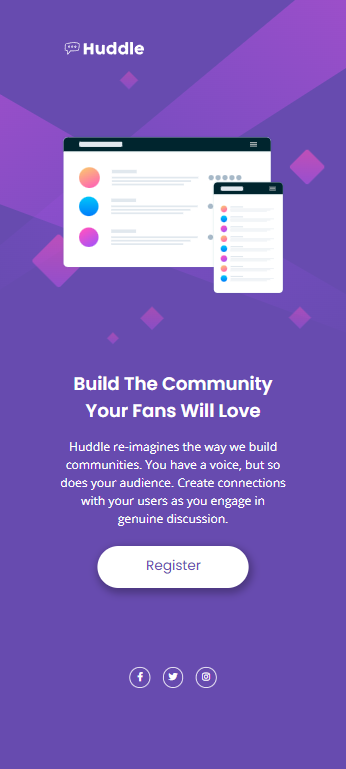 Huddle
Build The Community
Your Fans Will Love
Huddle re-imagines the way we build
communities. You have a voice, but so
does your audience. Create connections
with your users as you engage in
genuine discussion.
Register